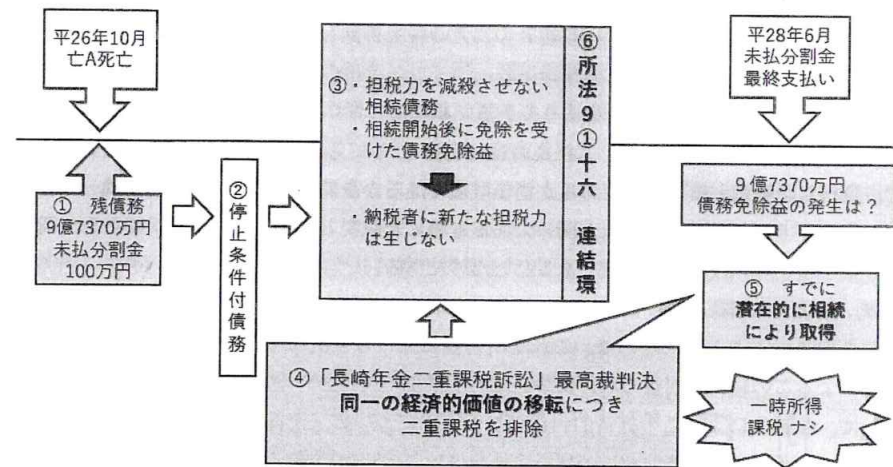 平26年10月
亡A死亡
①　残債務
9億7370万円
未払分割金
100万円
②停止条件付債務
③・担税力を減殺させない
相続債務
・相続開始後に免除を受
けた債務免除益
・納税者に新たな担税力
は生じない
⑥所法9①十六　連結環
平28年6月
未払分割金
最終支払い
9億7370万円
債務免除益の発生は？
⑤　すでに
潜在的に相続
により取得
④「長崎年金二重課税訴訟」最高裁判決
同一の経済的価値の移転につき
二重課税を排除
一時所得
課税 ナシ